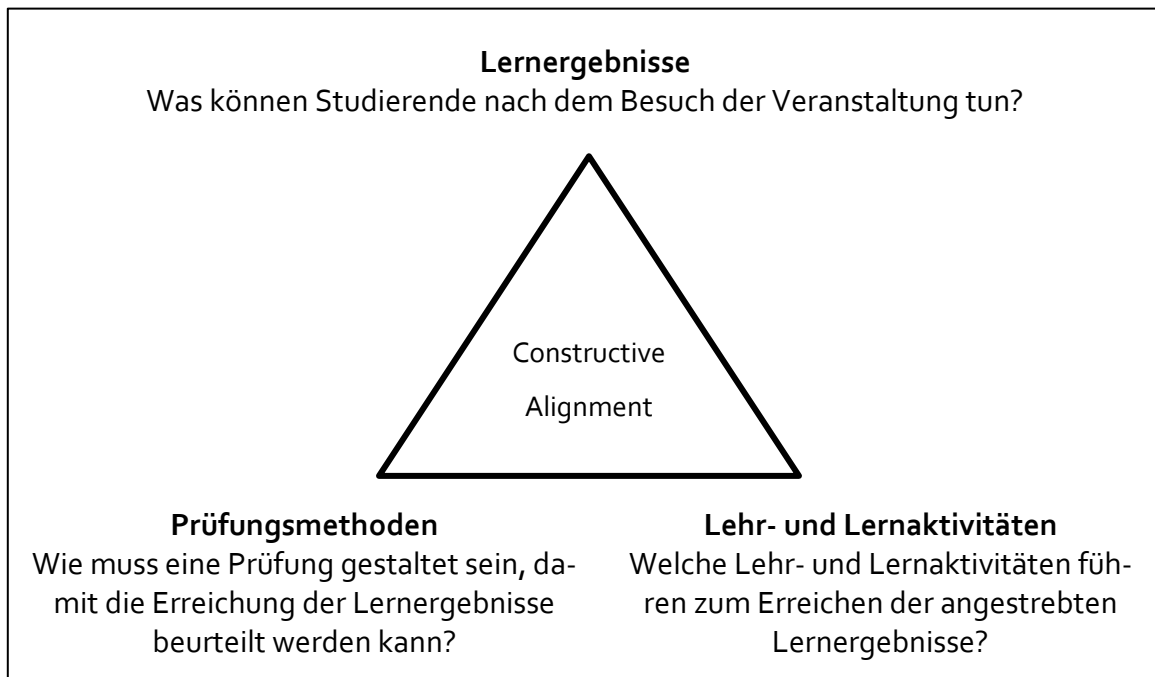 Lernergebnisse
Was können Studierende nach dem Besuch der Veranstaltung tun?
Constructive
Alignment
Prüfungsmethoden
Wie muss eine Prüfung gestaltet sein, da-
mit die Erreichung der Lernergebnisse
beurteilt werden kann?
Lehr- und Lernaktivitäten
Welche Lehr- und Lernaktivitäten füh-
ren zum Erreichen der angestrebten
Lernergebnisse?